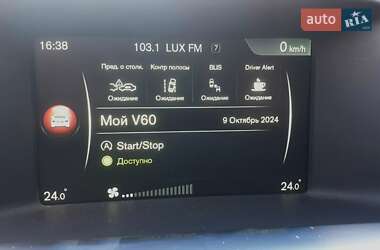 auto RIA
16:38 103.1 LUX FM 7 0 km/h
Пред. о столк. Контр полосы BLIS Driver Alert
Ожидание Ожидание Ожидание Ожидание
Мой V60 9 Октябрь 2024
A Start/Stop
Доступно
24.0° 24.0°